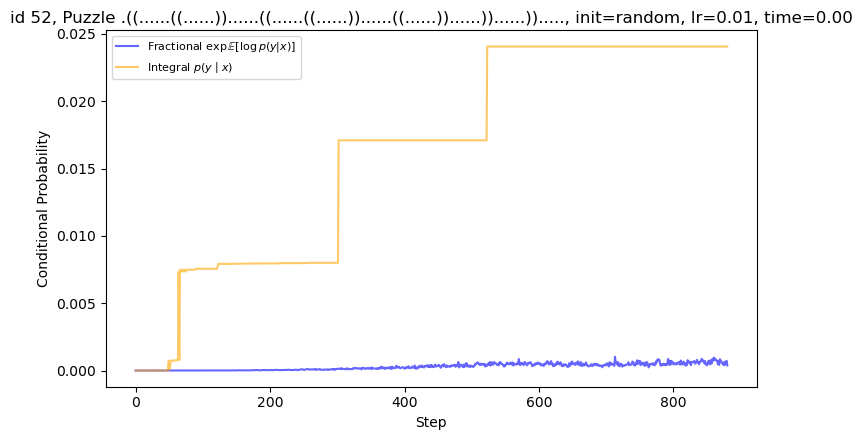 id 52, Puzzle .((......((......))......((......((......))......((......))......))......))....., init=random, lr=0.01, time=0.00
0.025
0.020
0.015
0.010
0.005
0.000
Conditional Probability
Fractional exp𝔼[log p(y|x)]
Integral p(y | x)
0 200 400 600 800
Step